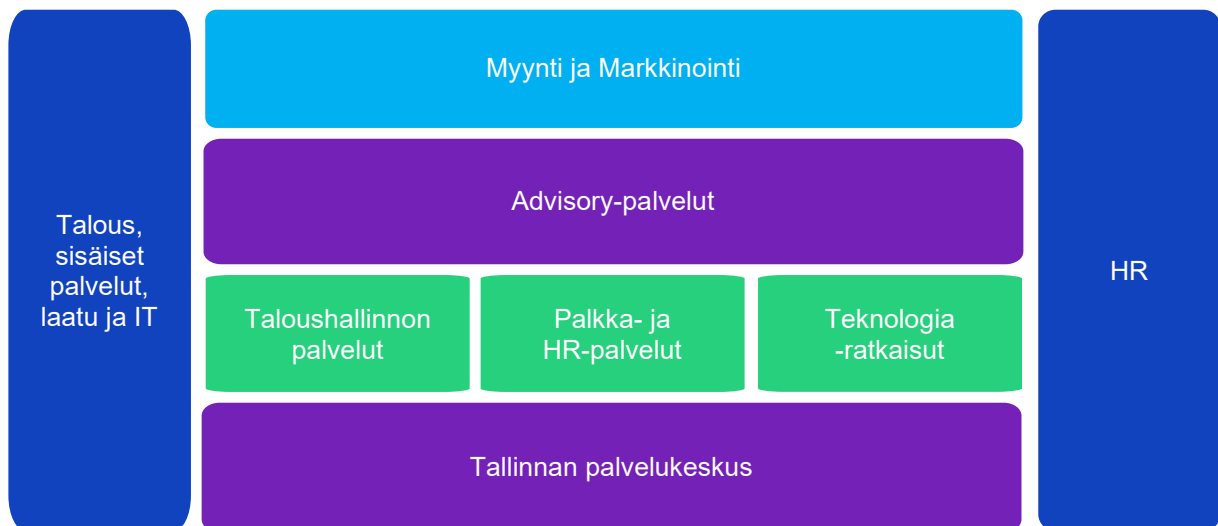 Myynti ja Markkinointi
Advisory-palvelut
Talous,
sisäiset
palvelut,
laatu ja IT
HR
Taloushallinnon
palvelut
Palkka- ja
HR-palvelut
Teknologia
-ratkaisut
Tallinnan palvelukeskus